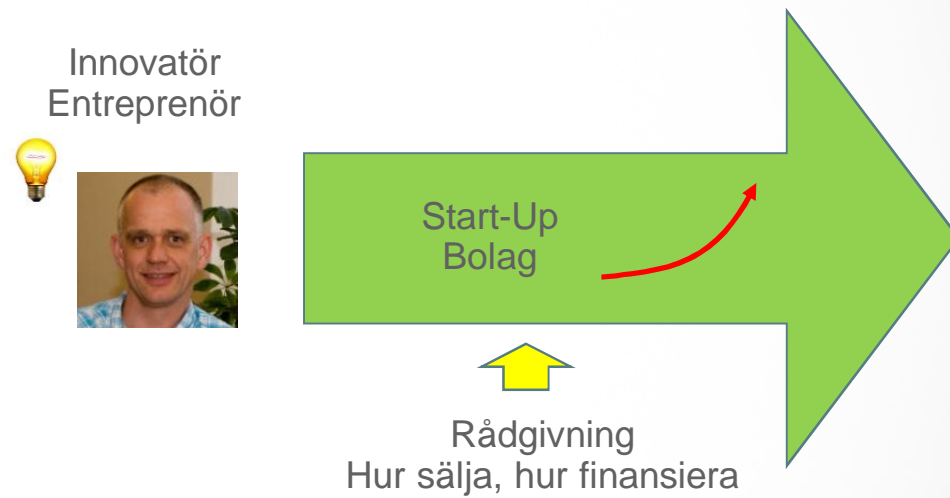 Innovatör
Entreprenör
Start-Up
Bolag
Rådgivning
Hur sälja, hur finansiera